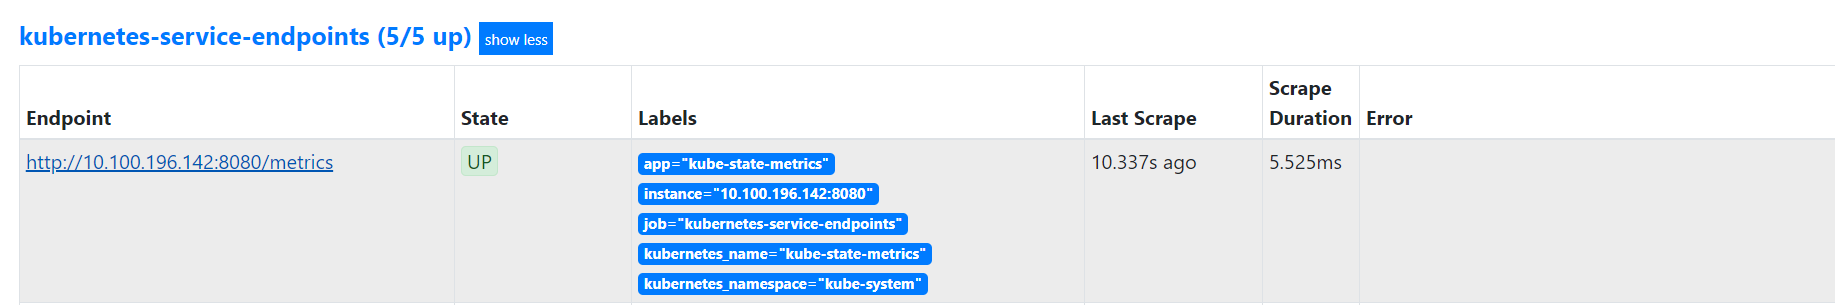 kubernetes-service-endpoints (5/5 up) show less
Endpoint State Labels Last Scrape Scrape Duration Error
http://10.100.196.142:8080/metrics UP app="kube-state-metrics" 10.337s ago 5.525ms
instance="10.100.196.142:8080"
job="kubernetes-service-endpoints"
kubernetes_name="kube-state-metrics"
kubernetes_namespace="kube-system"